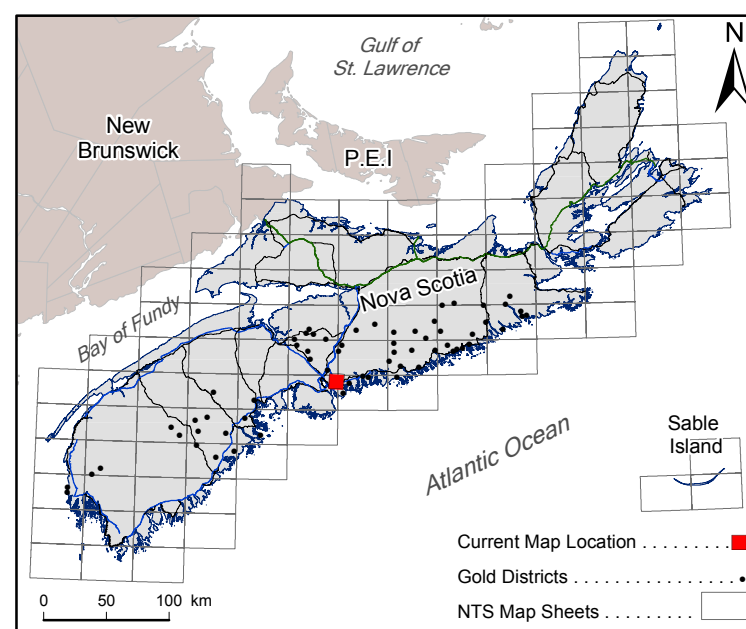 N
Gulf of
St. Lawrence
New
Brunswick
P.E.I
Nova Scotia
Bay of Fundy
Sable
Island
Atlantic Ocean
Current Map Location . . . . . . . . .
Gold Districts . . . . . . . . . . . . . . . .
NTS Map Sheets . . . . . . . . .
0 50 100 km